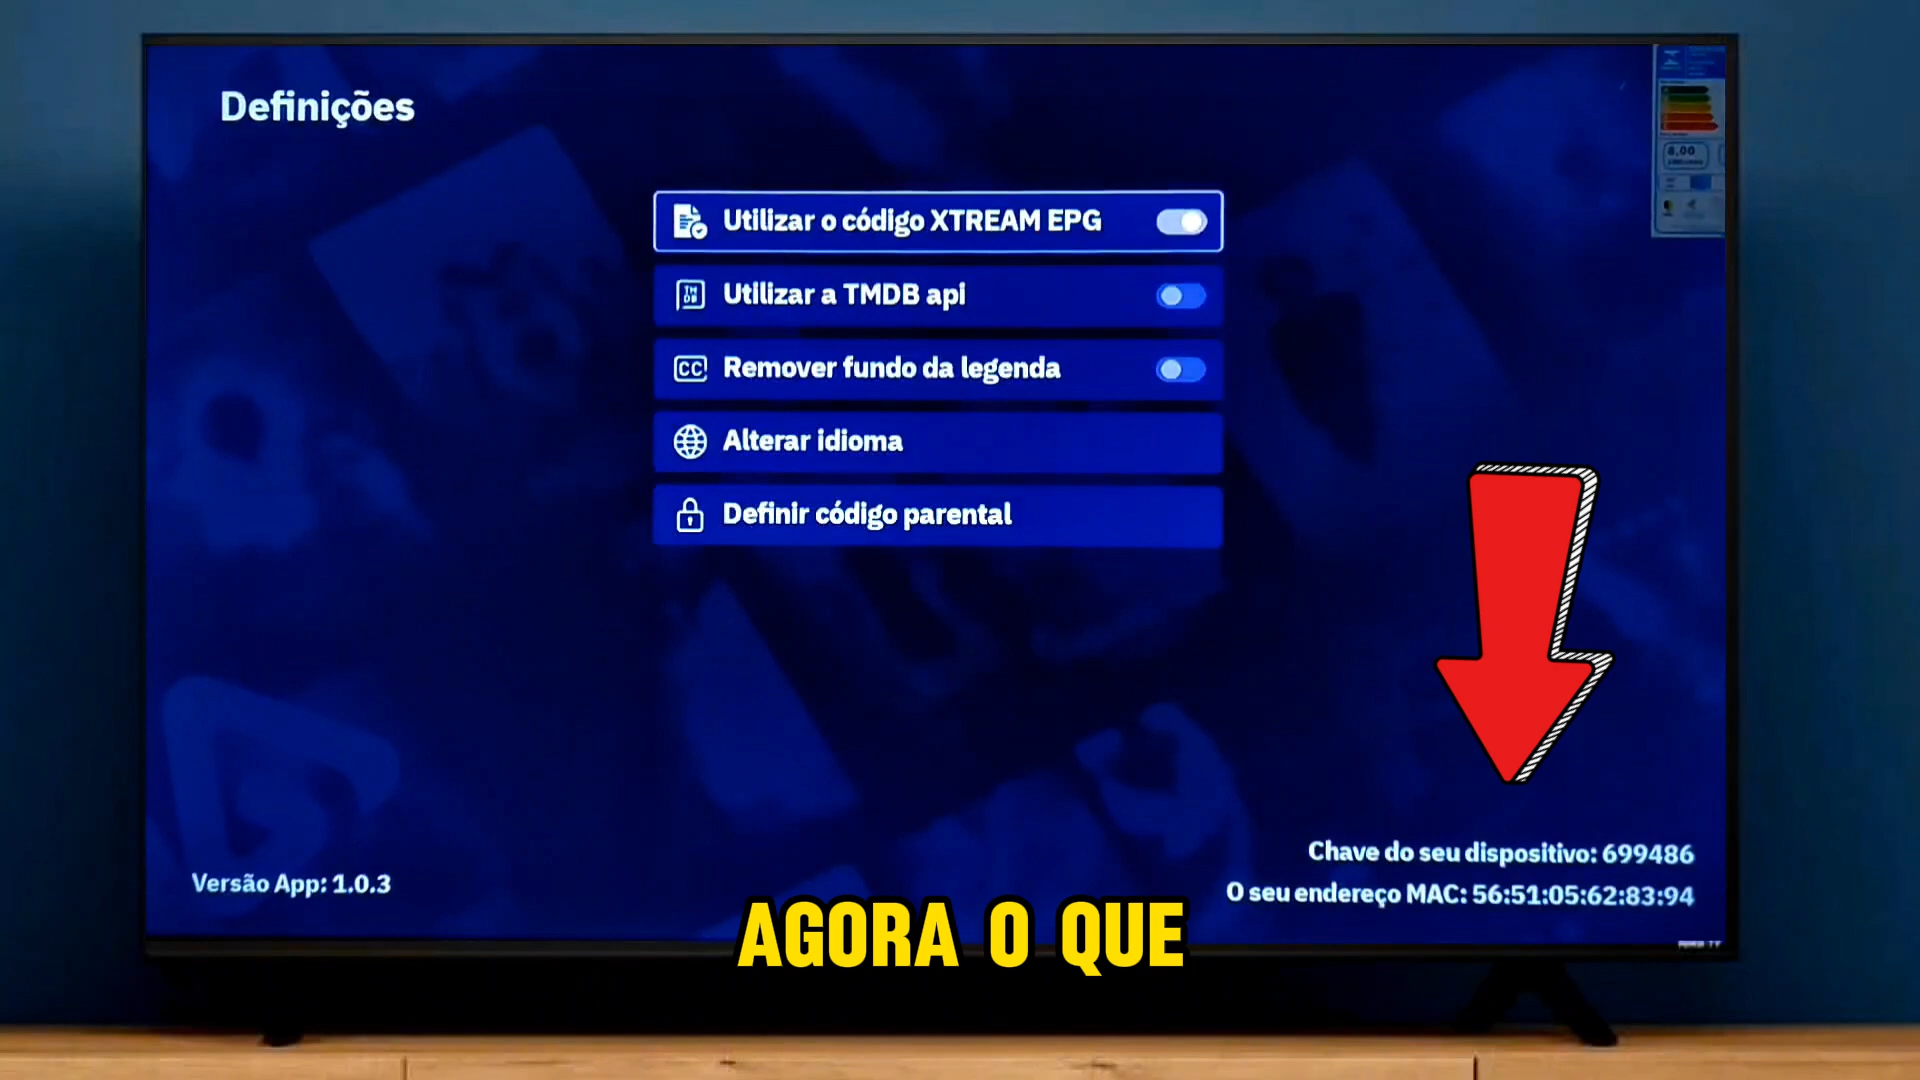 Definições
8,00
Utilizar o código XTREAM EPG
Utilizar a TMDB api
Remover fundo da legenda
Alterar idioma
Definir código parental
Chave do seu dispositivo: 699486
O seu endereço MAC: 56:51:05:62:83:94
Versão App: 1.0.3
AGORA O QUE